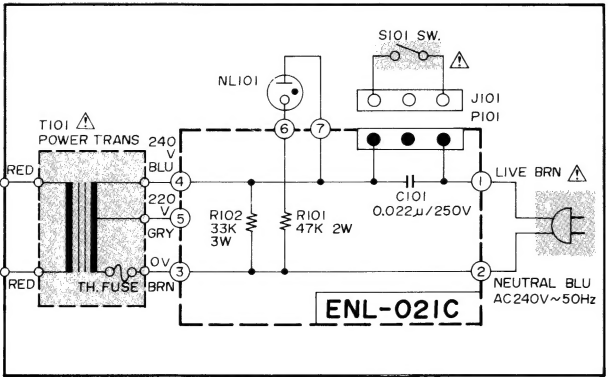 S101 SW.
NL101
J101
P101
T101
POWER TRANS
240
V
BLU
RED
6
7
4
1
LIVE BRN
220
V
GRY
5
R102
33K
3W
R101
47K 2W
C101
0.022μ/250V
0V
BRN
3
2
RED
TH. FUSE
NEUTRAL BLU
AC240V~50Hz
ENL-021C